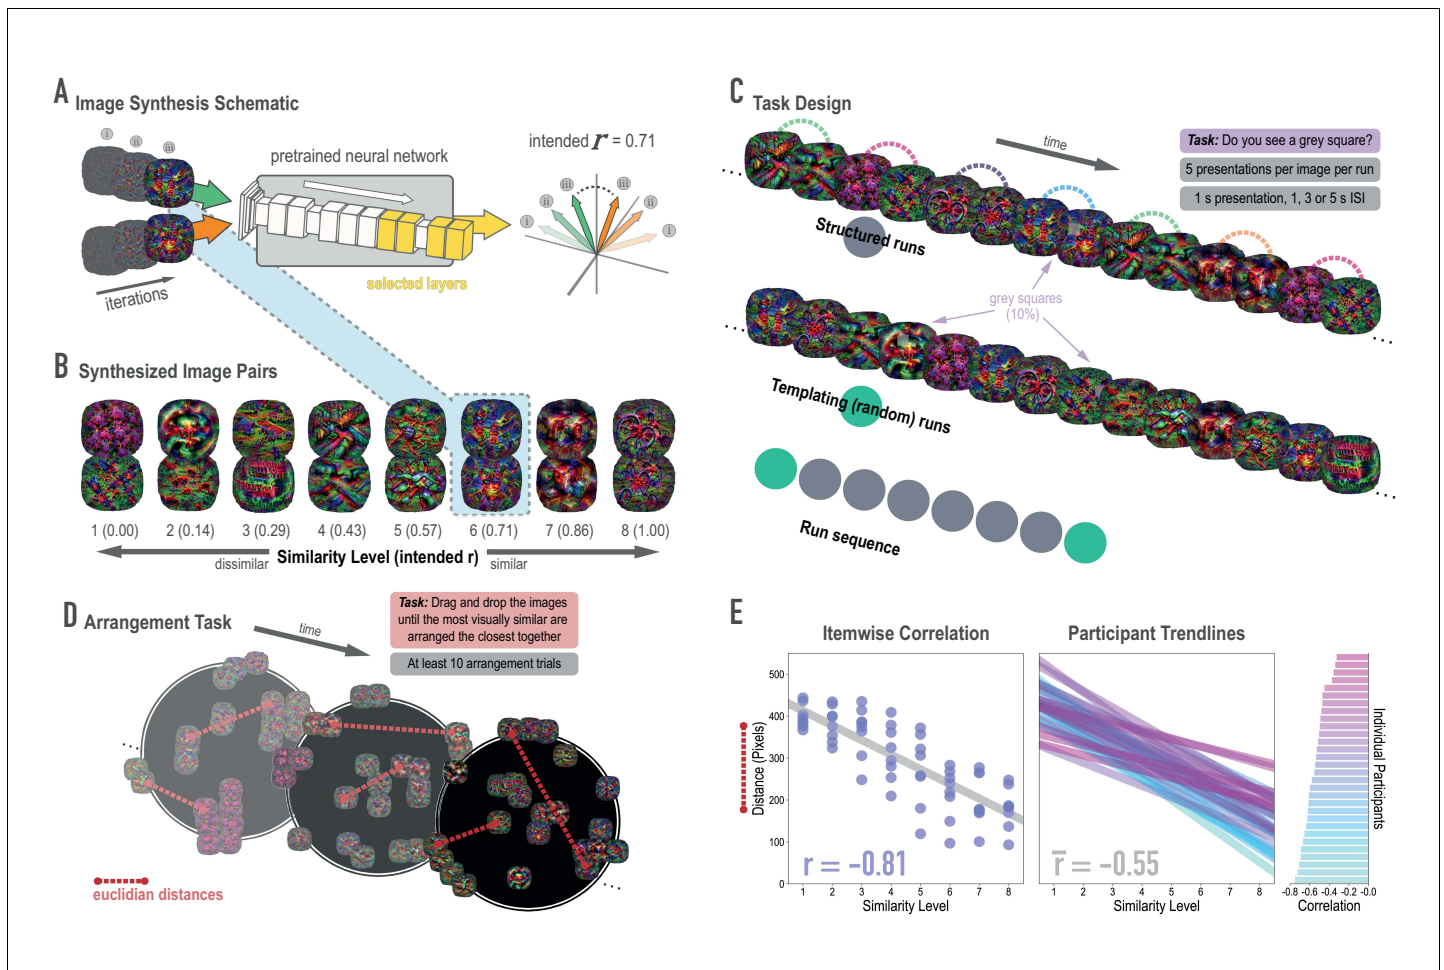 A Image Synthesis Schematic
i
ii
iii
pretrained neural network
intended r = 0.71
iii
iii
ii
ii
i
i
selected layers
iterations
B Synthesized Image Pairs
1 (0.00) 2 (0.14) 3 (0.29) 4 (0.43) 5 (0.57) 6 (0.71) 7 (0.86) 8 (1.00)
dissimilar Similarity Level (intended r) similar
C Task Design
time
Task: Do you see a grey square?
5 presentations per image per run
1 s presentation, 1, 3 or 5 s ISI
...
Structured runs
grey squares
(10%)
...
...
Templating (random) runs
...
Run sequence
D Arrangement Task
time
Task: Drag and drop the images
until the most visually similar are
arranged the closest together
At least 10 arrangement trials
...
...
euclidian distances
E
Itemwise Correlation
Distance (Pixels)
500
400
300
200
100
0
r = -0.81
1 2 3 4 5 6 7 8
Similarity Level
Participant Trendlines
r̅ = -0.55
1 2 3 4 5 6 7 8
Similarity Level
Individual Participants
-0.8 -0.6 -0.4 -0.2 -0.0
Correlation